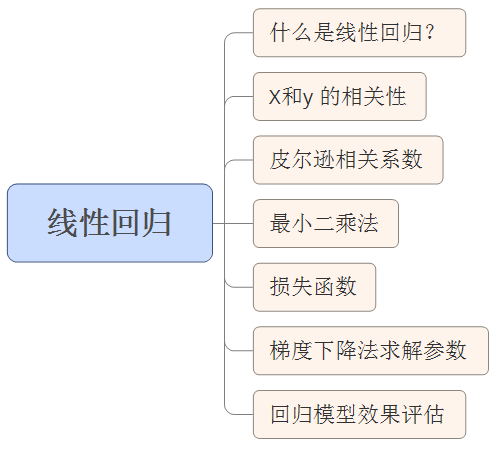 线性回归
什么是线性回归？
X和y 的相关性
皮尔逊相关系数
最小二乘法
损失函数
梯度下降法求解参数
回归模型效果评估